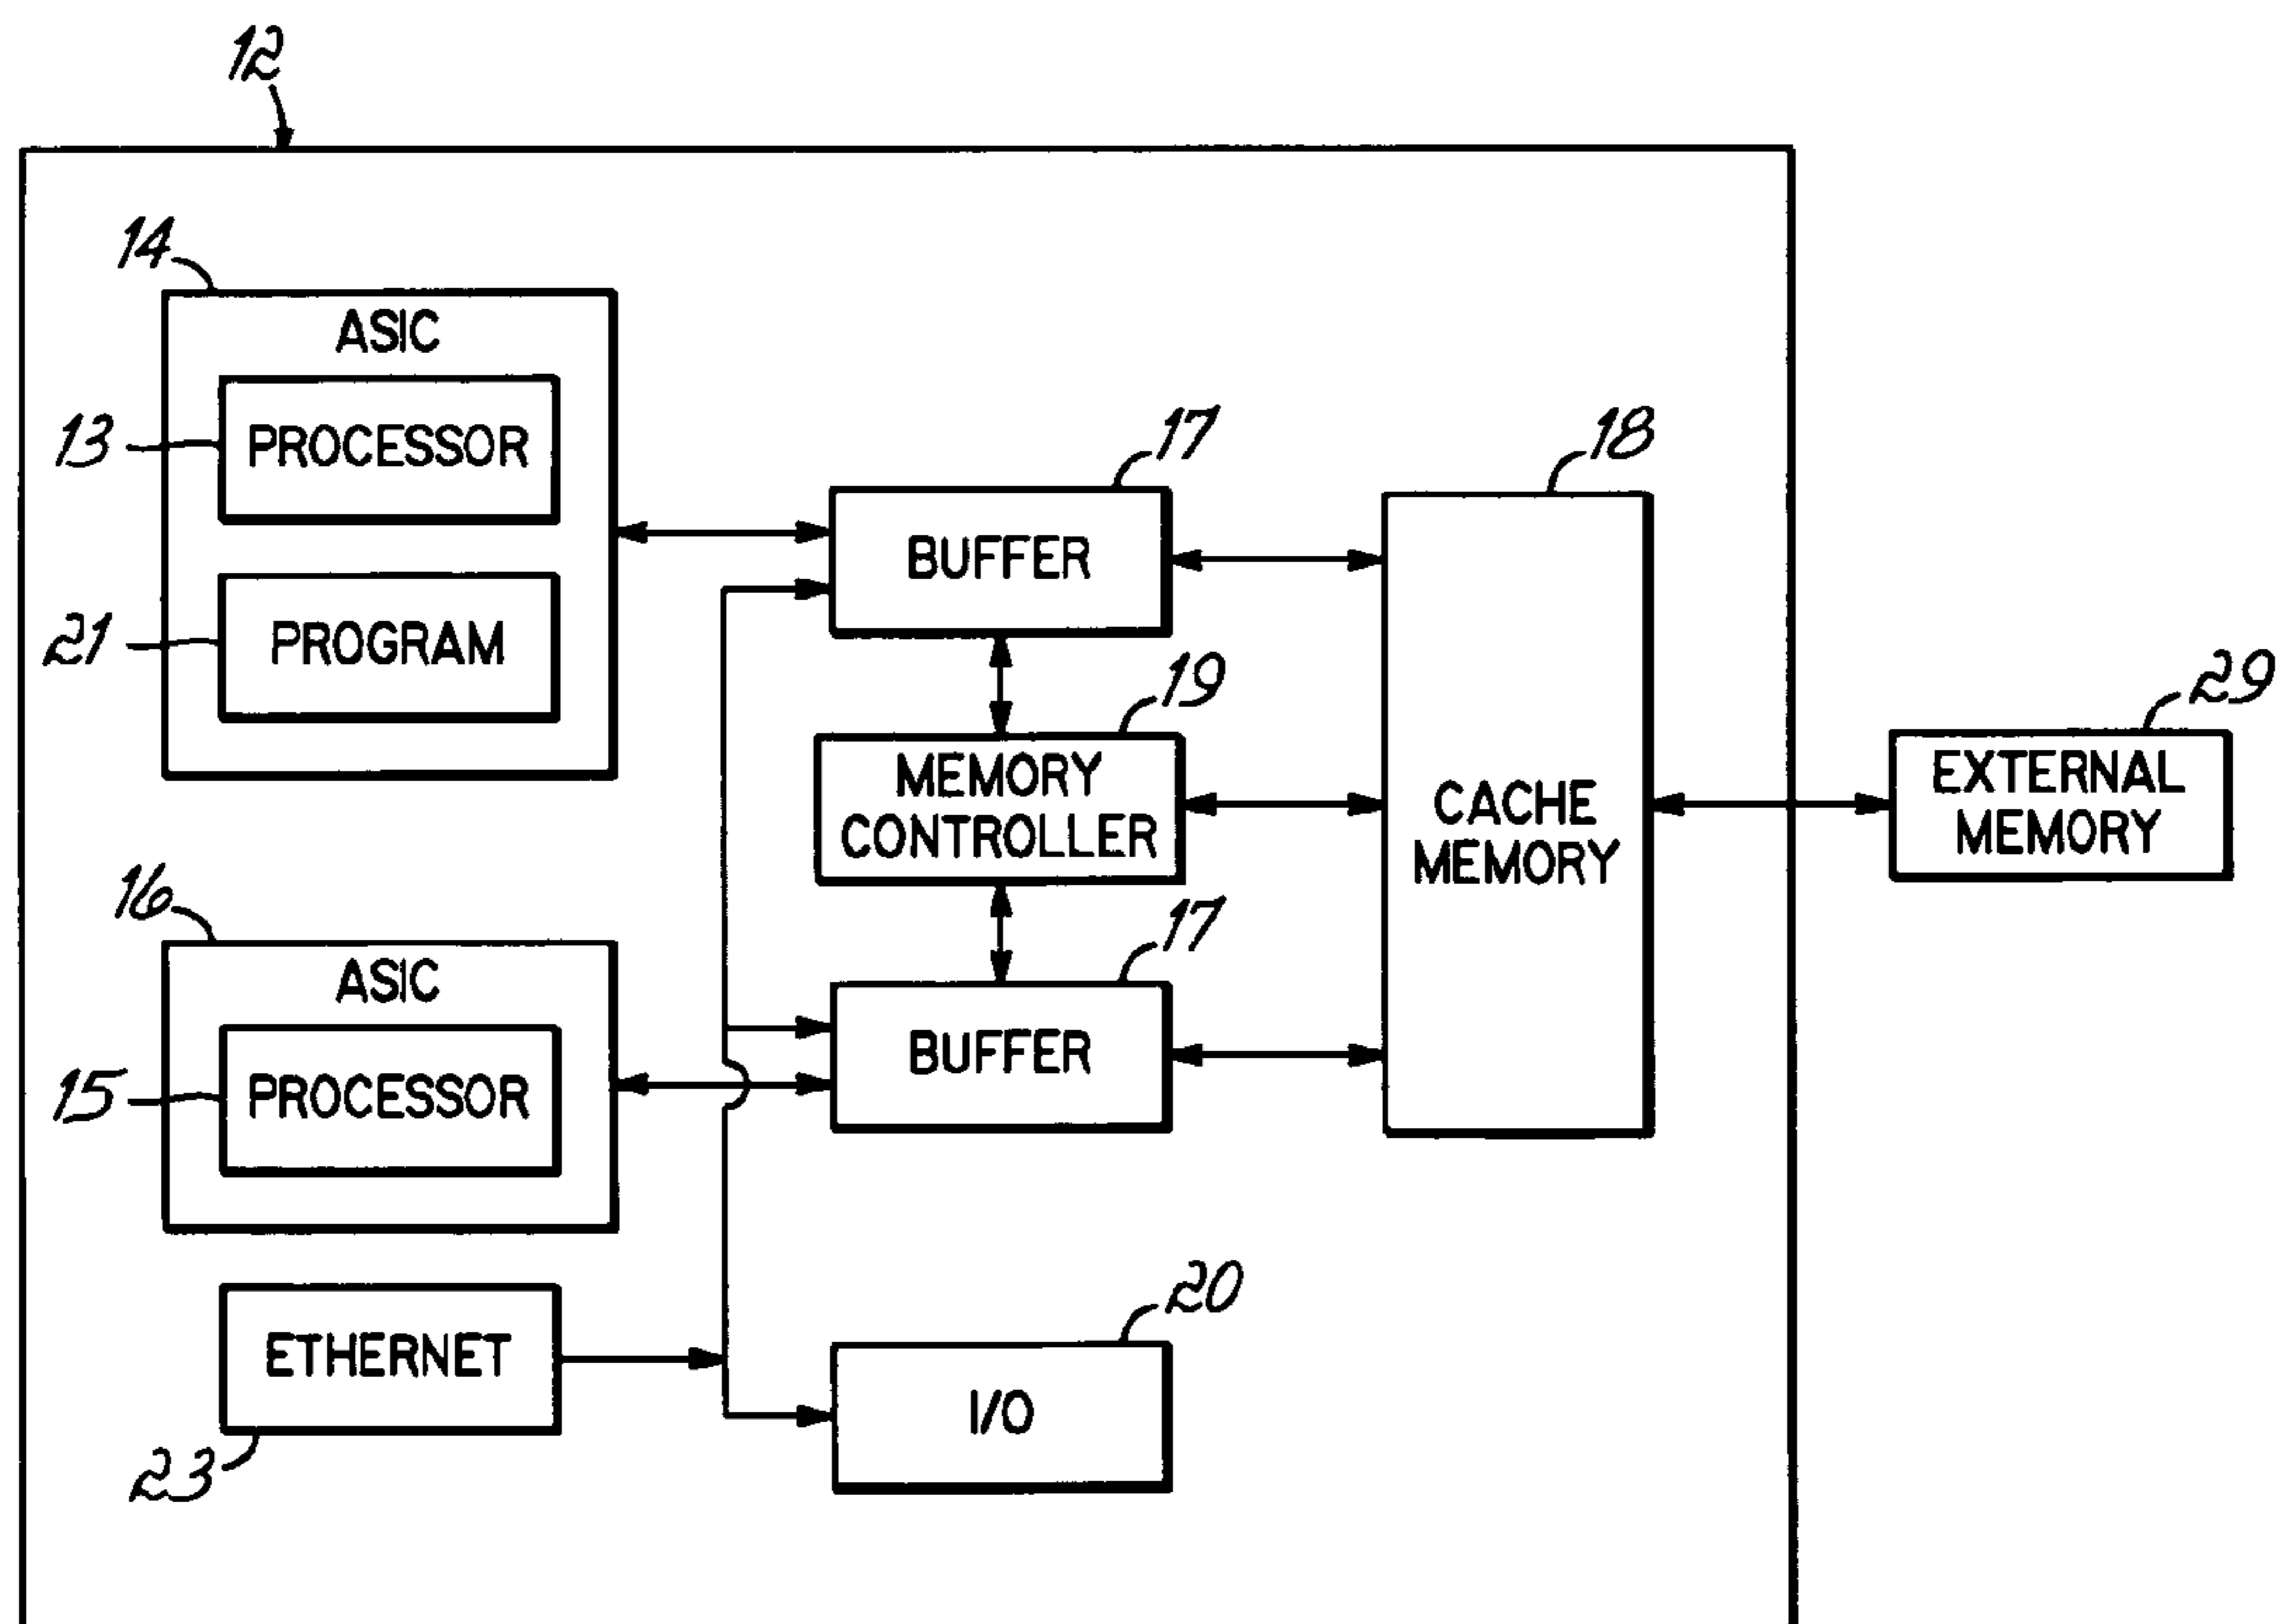 12
14
ASIC
13
PROCESSOR
21
PROGRAM
17
BUFFER
18
CACHE
MEMORY
19
MEMORY
CONTROLLER
29
EXTERNAL
MEMORY
16
ASIC
15
PROCESSOR
17
BUFFER
ETHERNET
23
20
I/O